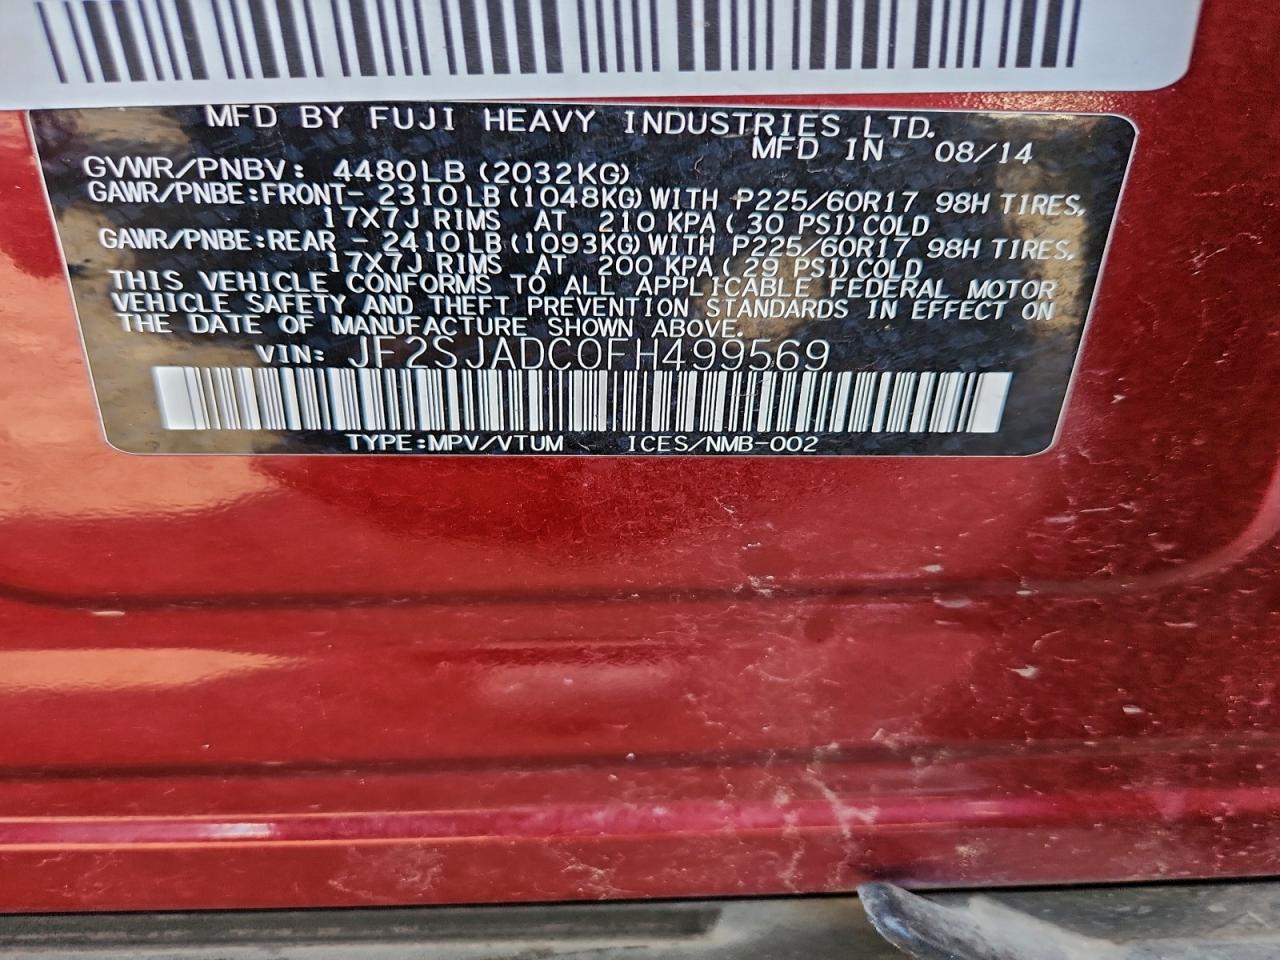 MFD BY FUJI HEAVY INDUSTRIES LTD.
MFD IN 08/14
GVWR/PNBV: 4480LB (2032KG)
GAWR/PNBE:FRONT- 2310LB(1048KG)WITH P225/60R17 98H TIRES,
17X7J RIMS AT 210 KPA( 30 PSI)COLD
GAWR/PNBE:REAR - 2410LB(1093KG)WITH P225/60R17 98H TIRES,
17X7J RIMS AT 200 KPA( 29 PSI)COLD
THIS VEHICLE CONFORMS TO ALL APPLICABLE FEDERAL MOTOR
VEHICLE SAFETY AND THEFT PREVENTION STANDARDS IN EFFECT ON
THE DATE OF MANUFACTURE SHOWN ABOVE.
VIN: JF2SJADC0FH499569
TYPE:MPV/VTUM ICES/NMB-002